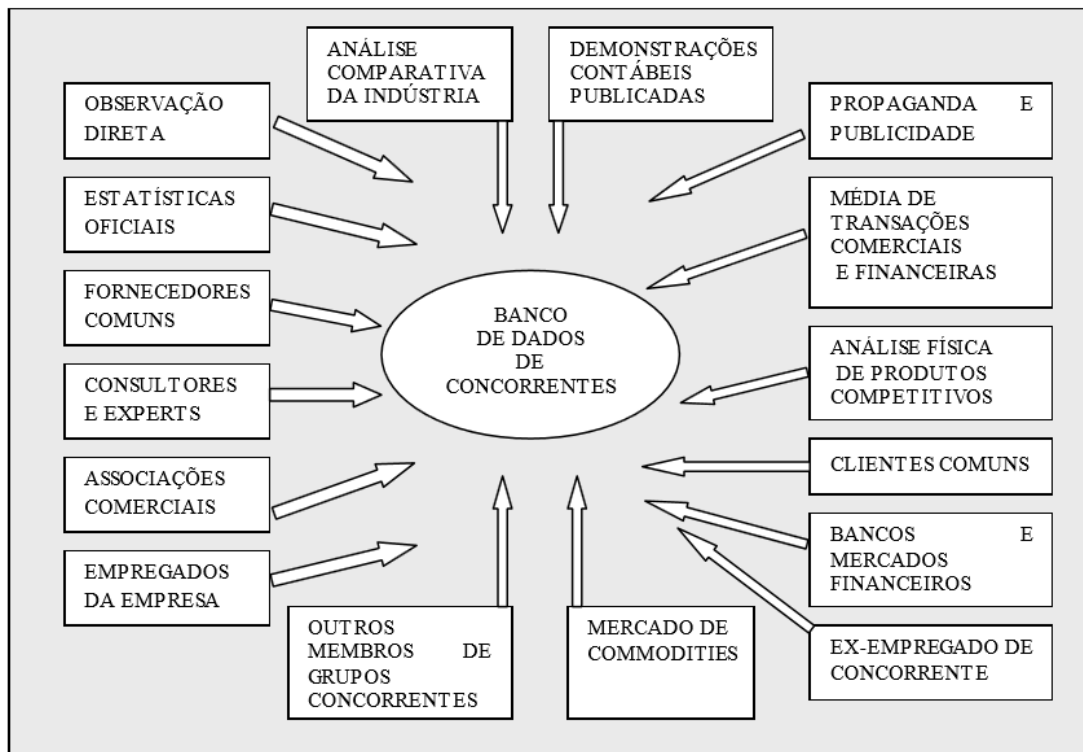 ANÁLISE
COMPARATIVA
DA INDÚSTRIA
DEMONSTRAÇÕES
CONTÁBEIS
PUBLICADAS
OBSERVAÇÃO
DIRETA
ESTATÍSTICAS
OFICIAIS
FORNECEDORES
COMUNS
CONSULTORES
E EXPERTS
ASSOCIAÇÕES
COMERCIAIS
EMPREGADOS
DA EMPRESA
BANCO
DE DADOS
DE
CONCORRENTES
PROPAGANDA E
PUBLICIDADE
MÉDIA DE
TRANSAÇÕES
COMERCIAIS
E FINANCEIRAS
ANÁLISE FÍSICA
DE PRODUTOS
COMPETITIVOS
CLIENTES COMUNS
BANCOS E
MERCADOS
FINANCEIROS
EX-EMPREGADO DE
CONCORRENTE
OUTROS
MEMBROS DE
GRUPOS
CONCORRENTES
MERCADO DE
COMMODITIES